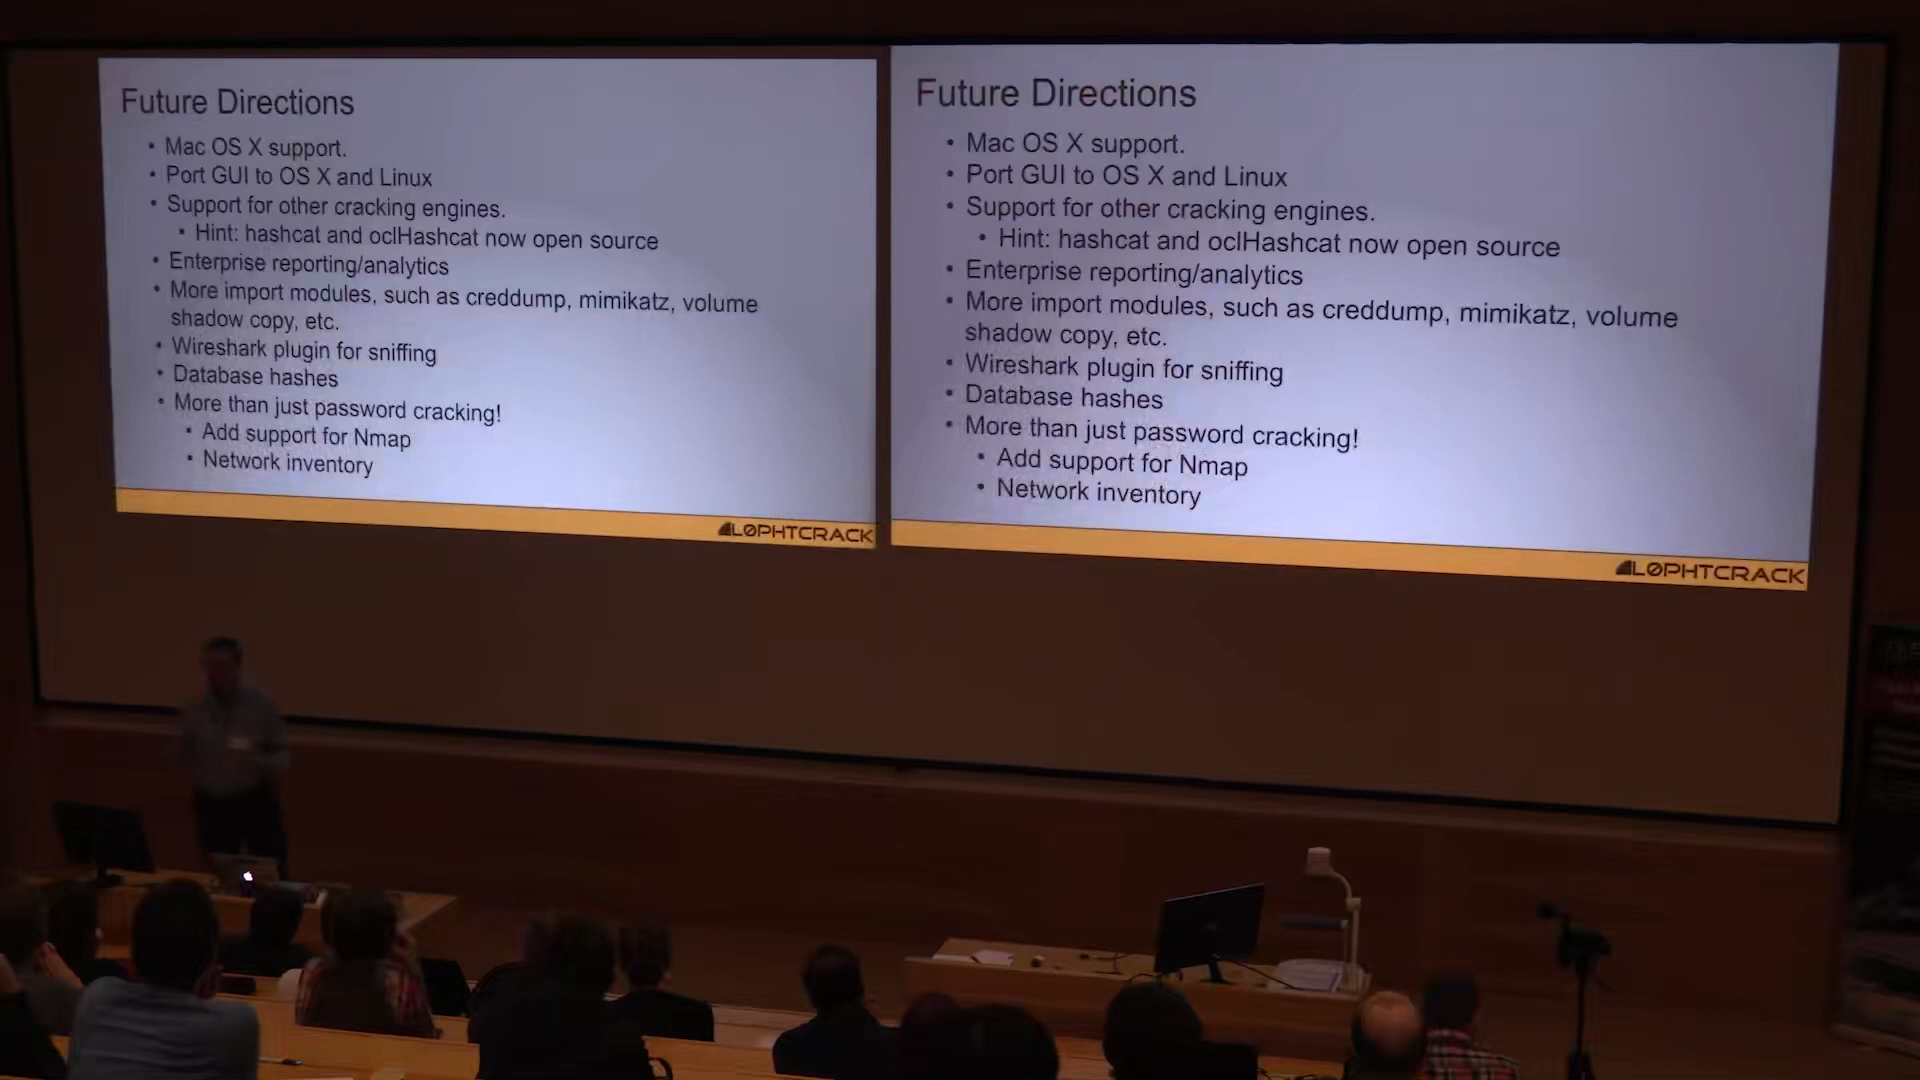 Future Directions
• Mac OS X support.
• Port GUI to OS X and Linux
• Support for other cracking engines.
• Hint: hashcat and oclHashcat now open source
• Enterprise reporting/analytics
• More import modules, such as creddump, mimikatz, volume
shadow copy, etc.
• Wireshark plugin for sniffing
• Database hashes
• More than just password cracking!
• Add support for Nmap
• Network inventory
L0PHTCRACK
Future Directions
• Mac OS X support.
• Port GUI to OS X and Linux
• Support for other cracking engines.
• Hint: hashcat and oclHashcat now open source
• Enterprise reporting/analytics
• More import modules, such as creddump, mimikatz, volume
shadow copy, etc.
• Wireshark plugin for sniffing
• Database hashes
• More than just password cracking!
• Add support for Nmap
• Network inventory
L0PHTCRACK